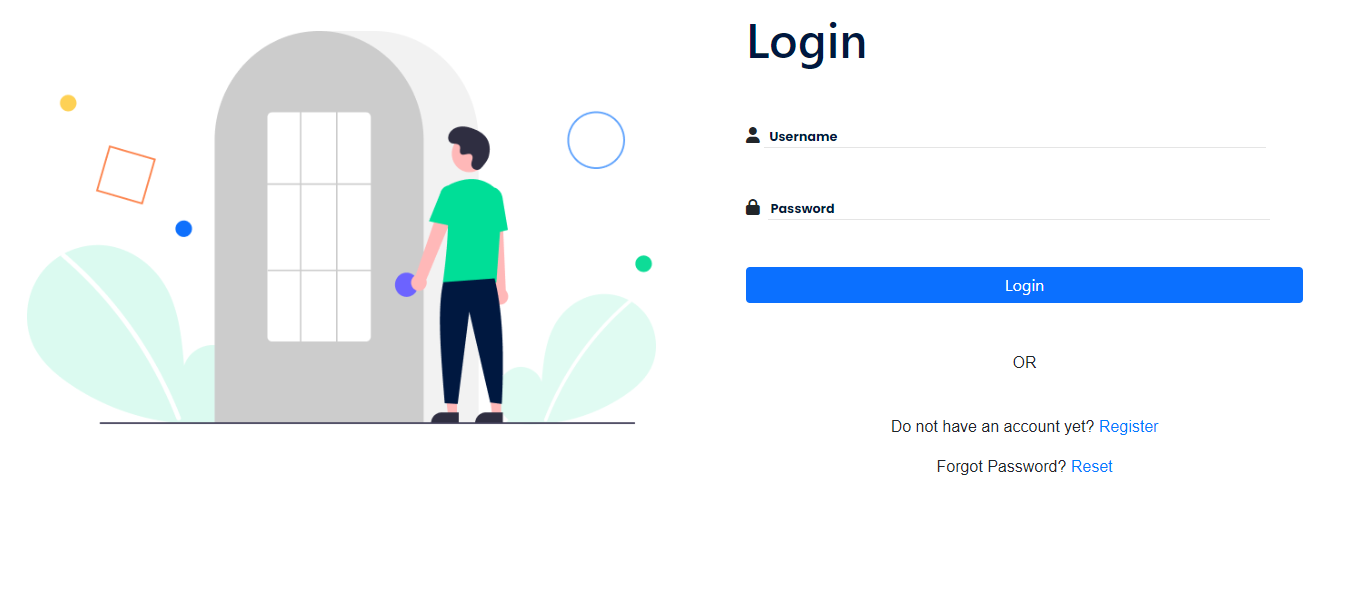 Login
Username
Password
Login
OR
Do not have an account yet? Register
Forgot Password? Reset